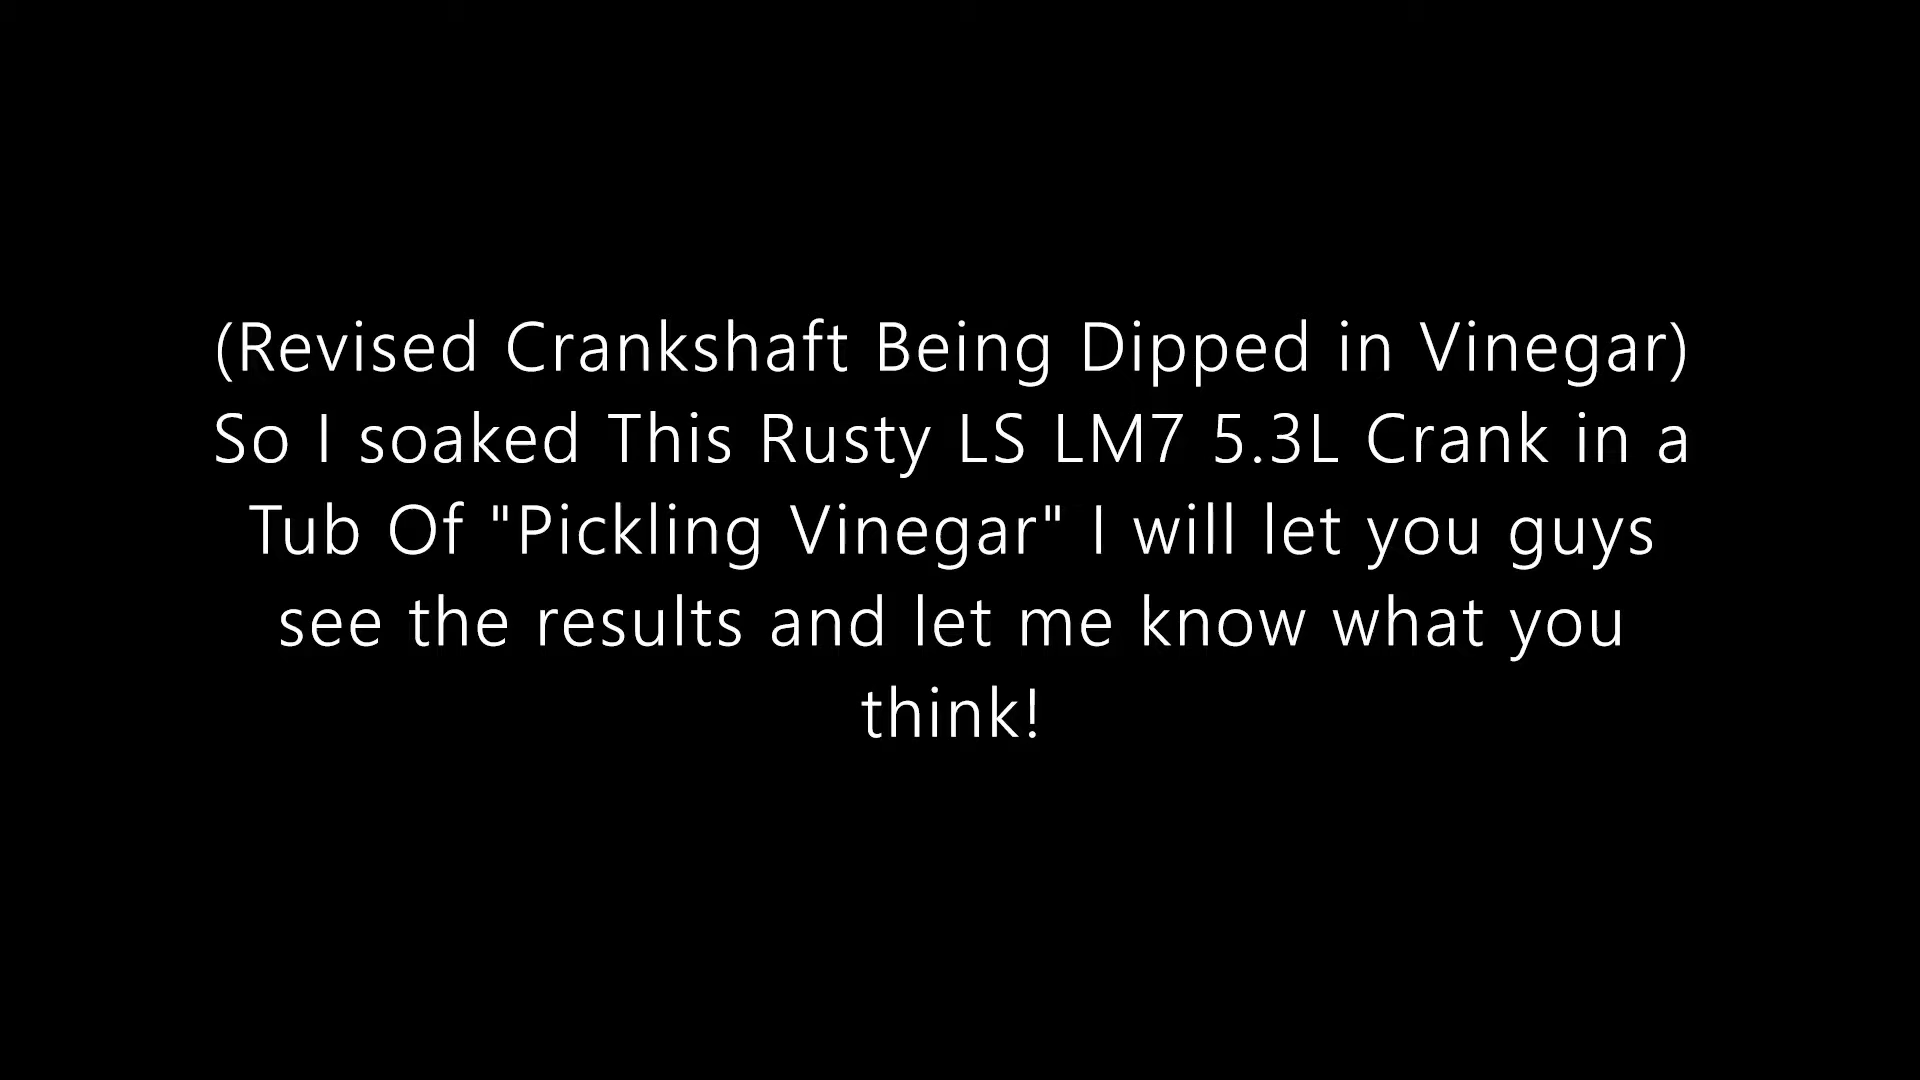 (Revised Crankshaft Being Dipped in Vinegar)
So I soaked This Rusty LS LM7 5.3L Crank in a
Tub Of "Pickling Vinegar" I will let you guys
see the results and let me know what you
think!